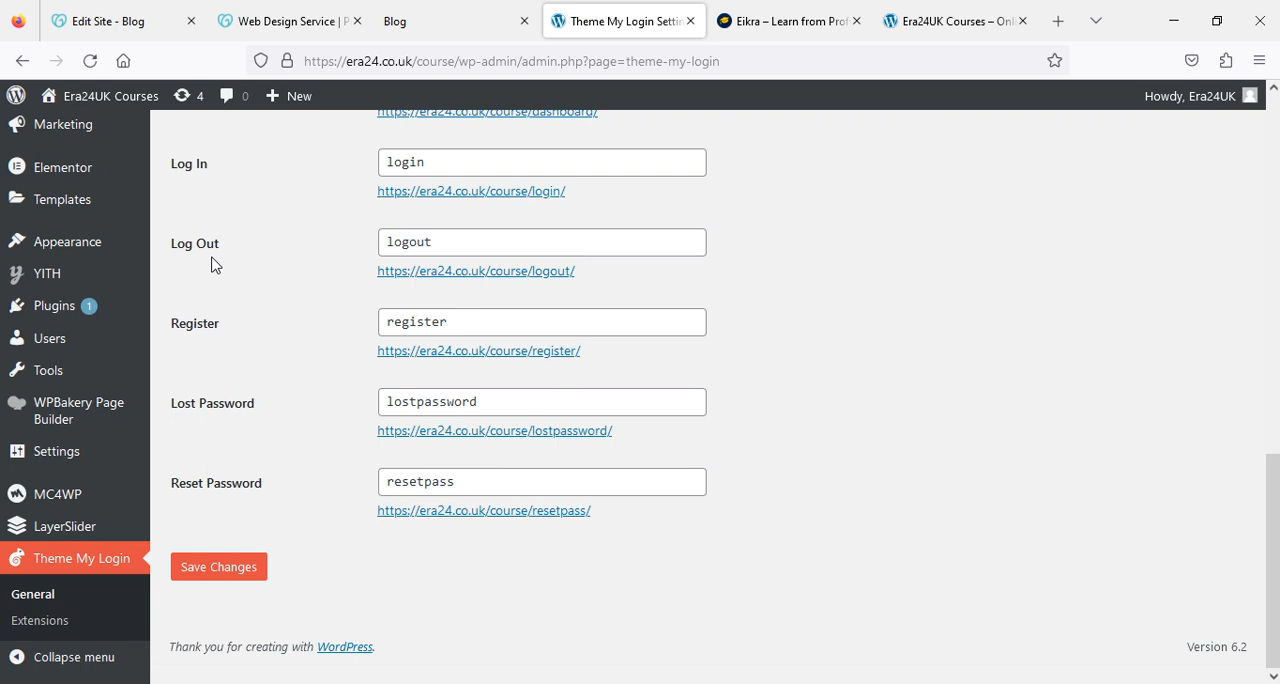 Edit Site - Blog
Web Design Service | P
Blog
Theme My Login Settin
Eikra – Learn from Prof
Era24UK Courses – Onl
https://era24.co.uk/course/wp-admin/admin.php?page=theme-my-login
Era24UK Courses
4
0
New
Howdy, Era24UK
Marketing
Elementor
Templates
Appearance
YITH
Plugins 1
Users
Tools
WPBakery Page
Builder
Settings
MC4WP
LayerSlider
Theme My Login
General
Extensions
Collapse menu
https://era24.co.uk/course/dashboard/
Log In
login
https://era24.co.uk/course/login/
Log Out
logout
https://era24.co.uk/course/logout/
Register
register
https://era24.co.uk/course/register/
Lost Password
lostpassword
https://era24.co.uk/course/lostpassword/
Reset Password
resetpass
https://era24.co.uk/course/resetpass/
Save Changes
Thank you for creating with WordPress.
Version 6.2